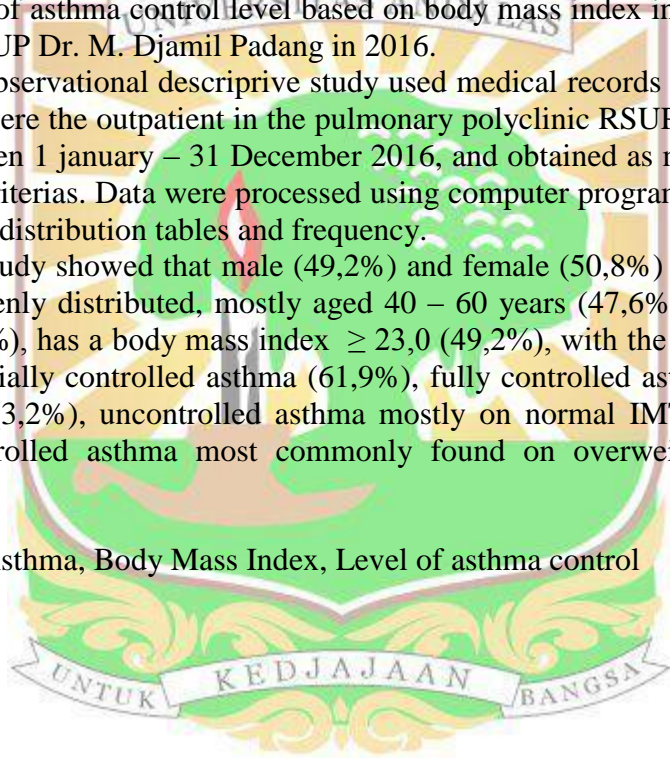 of asthma control level based on body mass index in
UNIVERSITAS ANDALAS
UP Dr. M. Djamil Padang in 2016.
bservational descriprive study used medical records
ere the outpatient in the pulmonary polyclinic RSUP
en 1 january – 31 December 2016, and obtained as
riterias. Data were processed using computer program
distribution tables and frequency.
udy showed that male (49,2%) and female (50,8%)
enly distributed, mostly aged 40 – 60 years (47,6%
%), has a body mass index ≥ 23,0 (49,2%), with the
ially controlled asthma (61,9%), fully controlled as
3,2%), uncontrolled asthma mostly on normal IMT
rolled asthma most commonly found on overwei
sthma, Body Mass Index, Level of asthma control
UNTUK KEDJAJAAN BANGSA